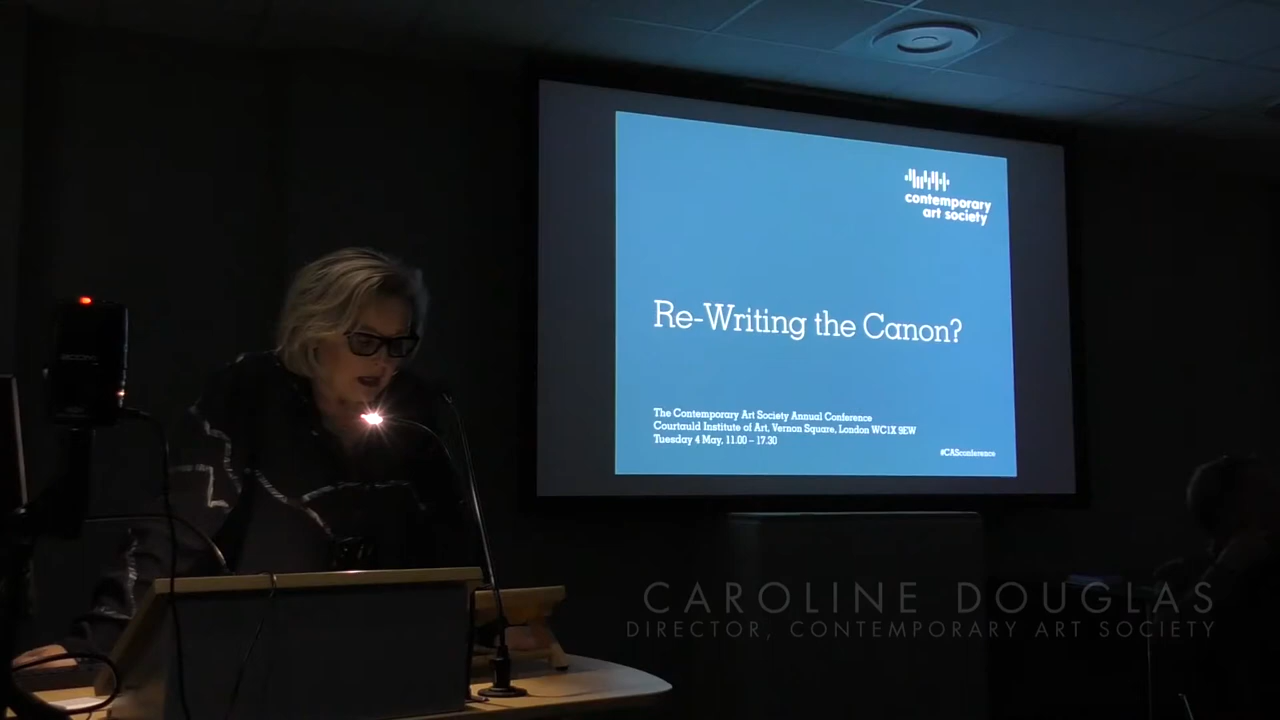 contemporary
art society
Re-Writing the Canon?
The Contemporary Art Society Annual Conference
Courtauld Institute of Art, Vernon Square, London WC1X 9EW
Tuesday 4 May, 11.00 – 17.30
#CASconference
zoom
CAROLINE DOUGLAS
DIRECTOR, CONTEMPORARY ART SOCIETY